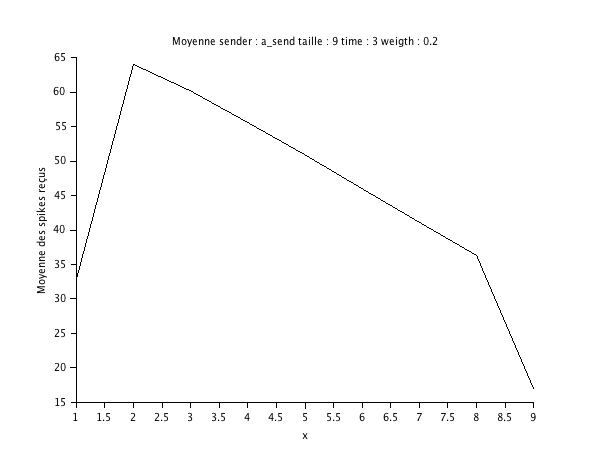 Moyenne sender : a_send taille : 9 time : 3 weigth : 0.2
65
60
55
50
45
40
35
30
25
20
15
Moyenne des spikes reçus
1 1.5 2 2.5 3 3.5 4 4.5 5 5.5 6 6.5 7 7.5 8 8.5 9
x